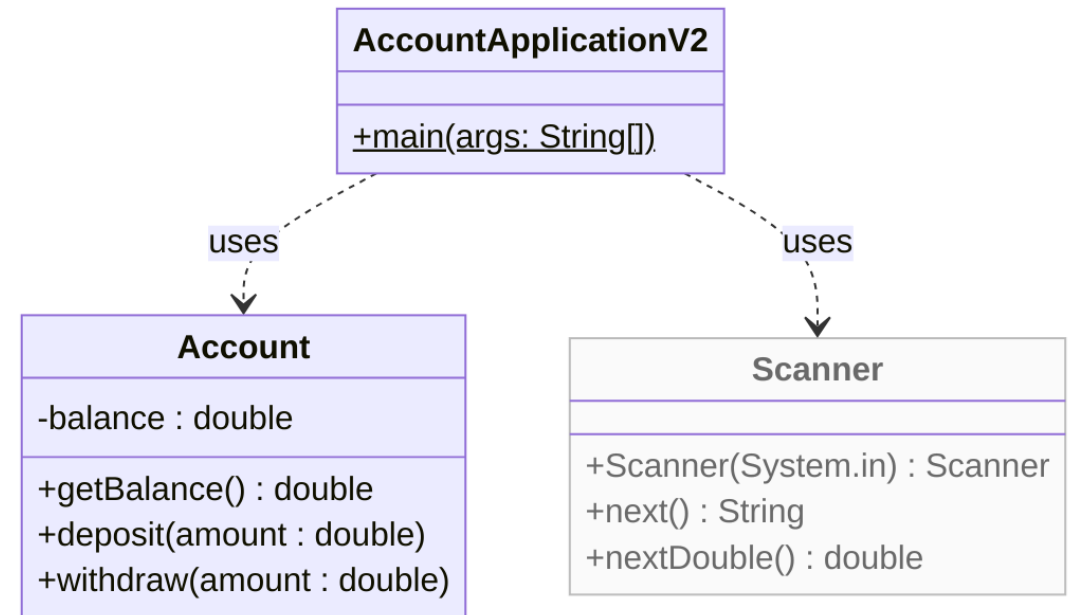 AccountApplicationV2
+main(args: String[])
uses
uses
Account
-balance : double
+getBalance() : double
+deposit(amount : double)
+withdraw(amount : double)
Scanner
+Scanner(System.in) : Scanner
+next() : String
+nextDouble() : double